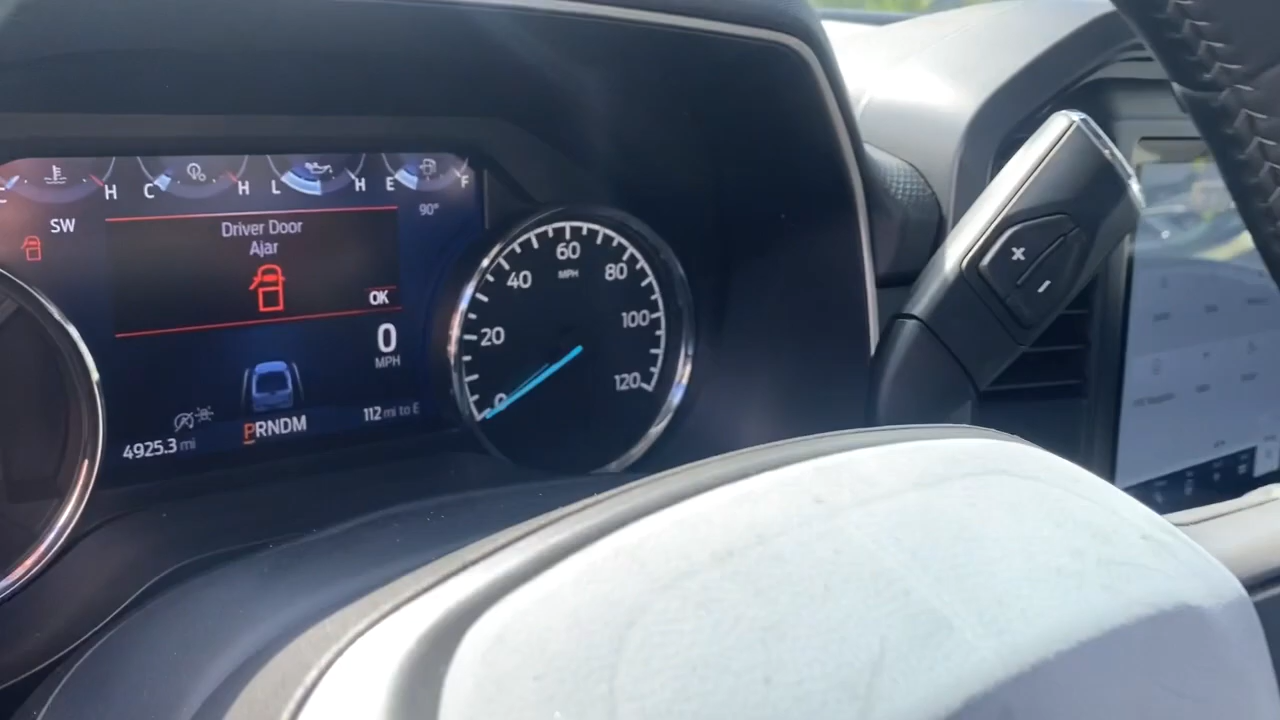 C H C H L H E F
SW
90°
Driver Door
Ajar
OK
0
MPH
4925.3 mi
PRNDM
112 mi to E
0 20 40 60 80 100 120
MPH
+
-